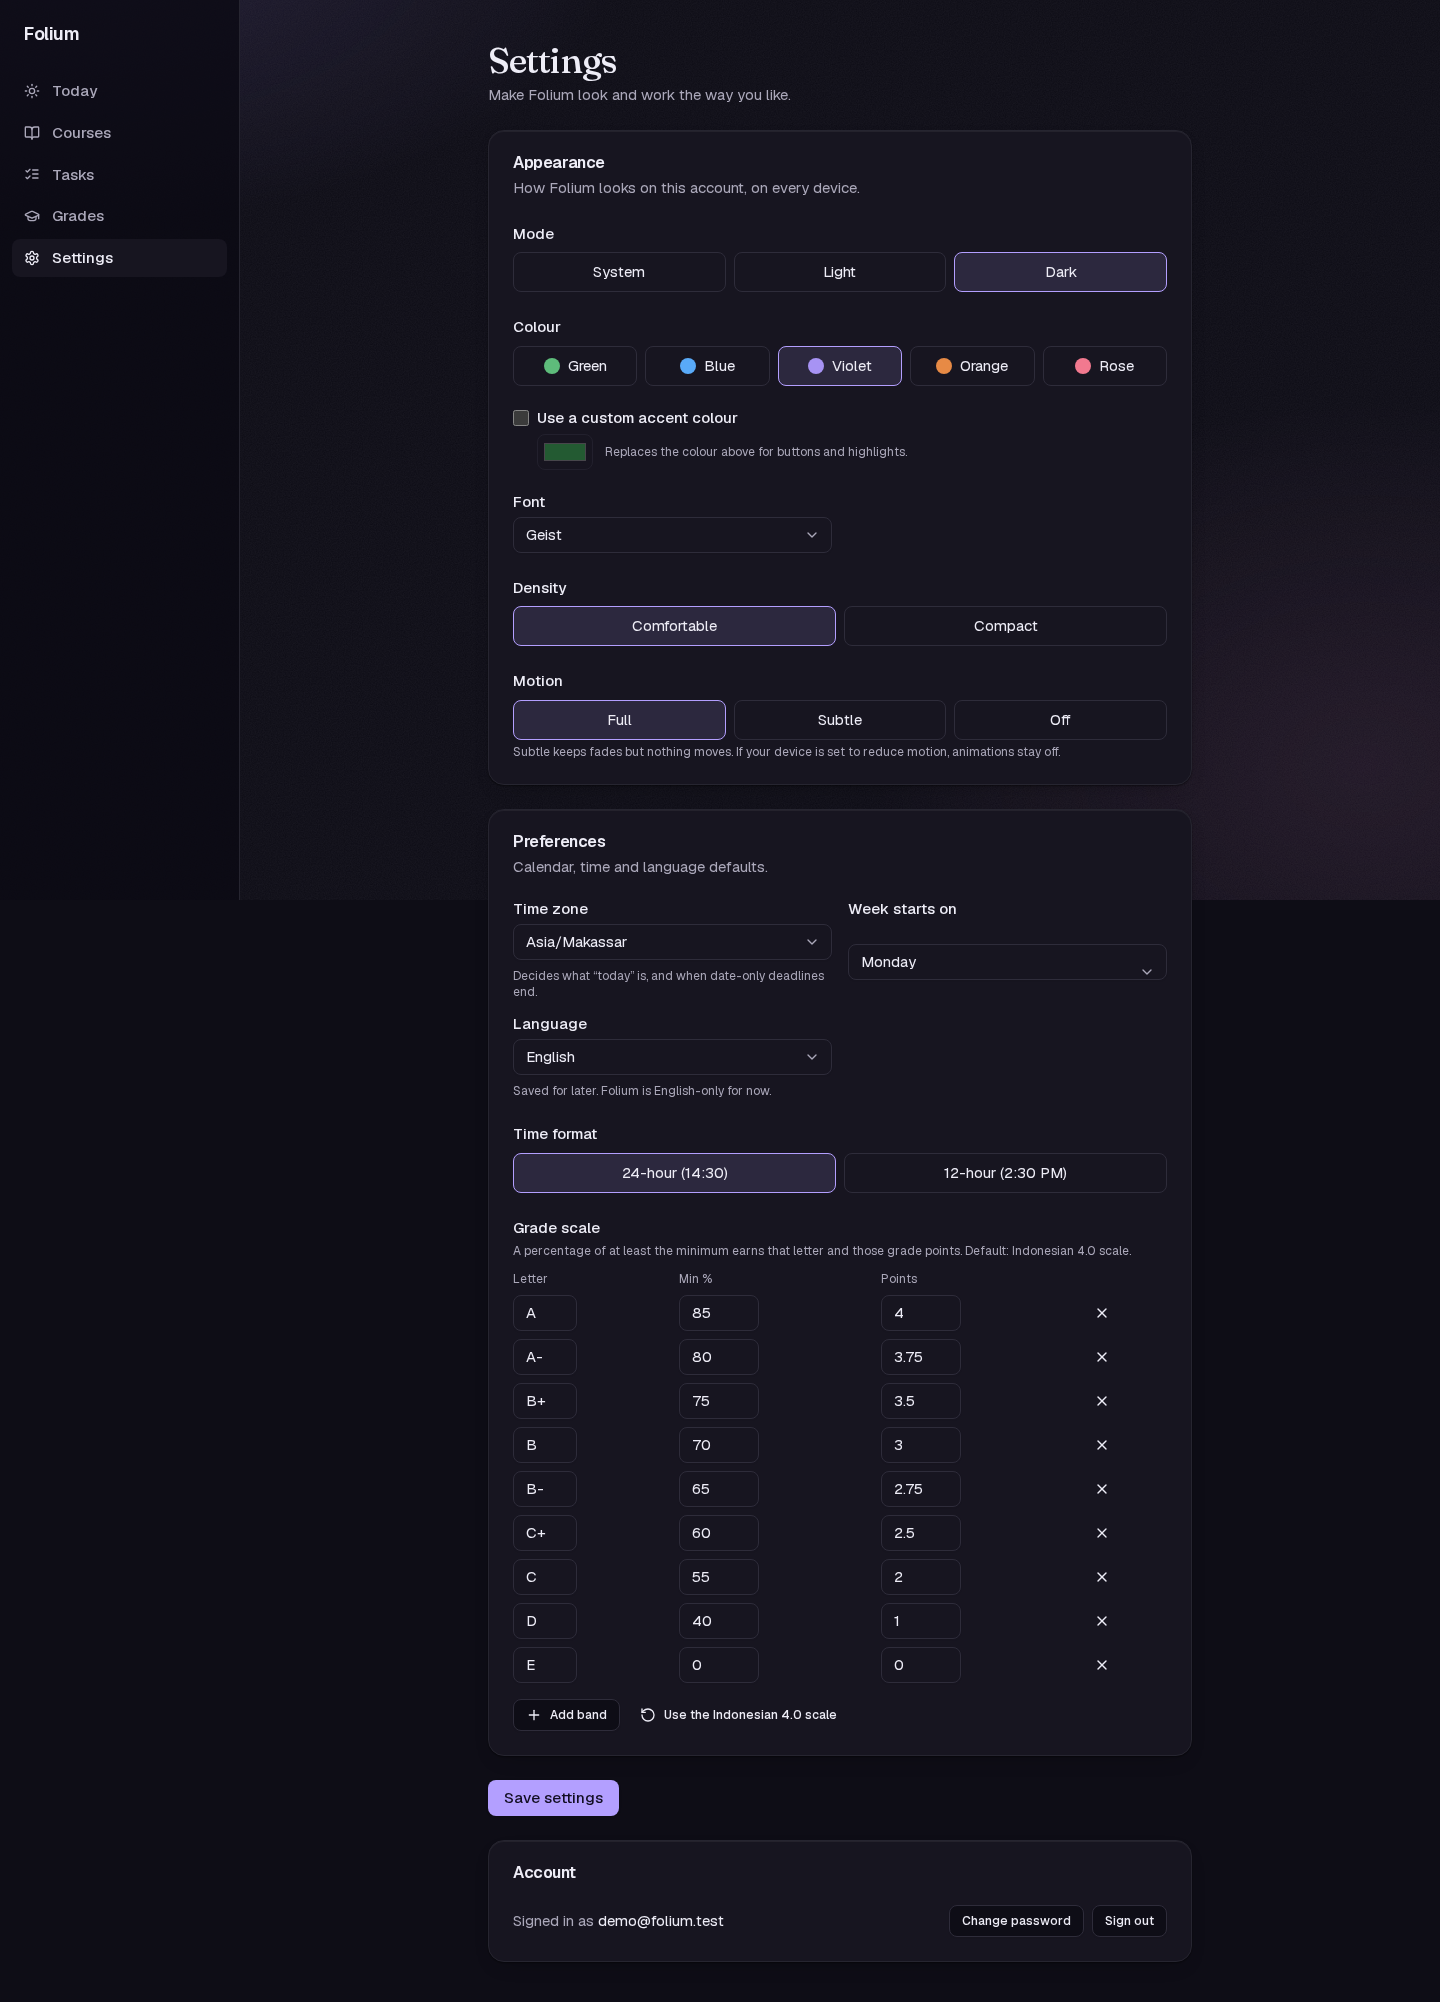 Folium
Today
Courses
Tasks
Grades
Settings
Settings
Make Folium look and work the way you like.
Appearance
How Folium looks on this account, on every device.
Mode
System
Light
Dark
Colour
Green
Blue
Violet
Orange
Rose
Use a custom accent colour
Replaces the colour above for buttons and highlights.
Font
Geist
Density
Comfortable
Compact
Motion
Full
Subtle
Off
Subtle keeps fades but nothing moves. If your device is set to reduce motion, animations stay off.
Preferences
Calendar, time and language defaults.
Time zone
Asia/Makassar
Decides what “today” is, and when date-only deadlines
end.
Week starts on
Monday
Language
English
Saved for later. Folium is English-only for now.
Time format
24-hour (14:30)
12-hour (2:30 PM)
Grade scale
A percentage of at least the minimum earns that letter and those grade points. Default: Indonesian 4.0 scale.
Letter Min % Points
A 85 4
A- 80 3.75
B+ 75 3.5
B 70 3
B- 65 2.75
C+ 60 2.5
C 55 2
D 40 1
E 0 0
Add band
Use the Indonesian 4.0 scale
Save settings
Account
Signed in as demo@folium.test
Change password
Sign out